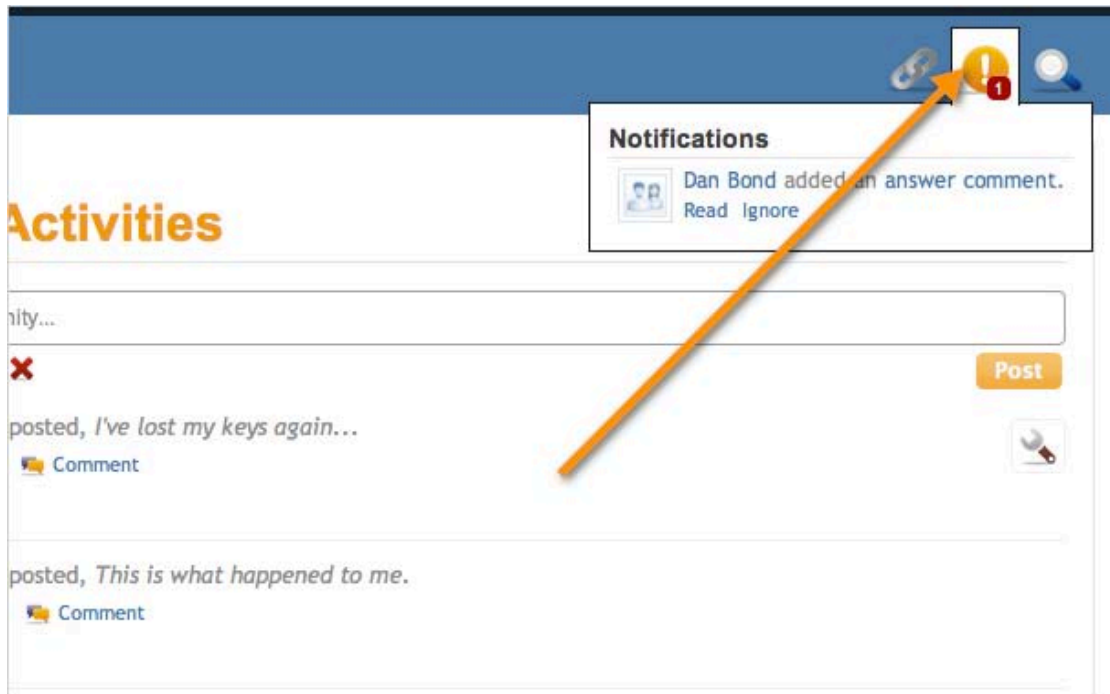 1
Notifications
Dan Bond added an answer comment.
Read Ignore
Activities
nity...
Post
posted, I've lost my keys again...
Comment
posted, This is what happened to me.
Comment